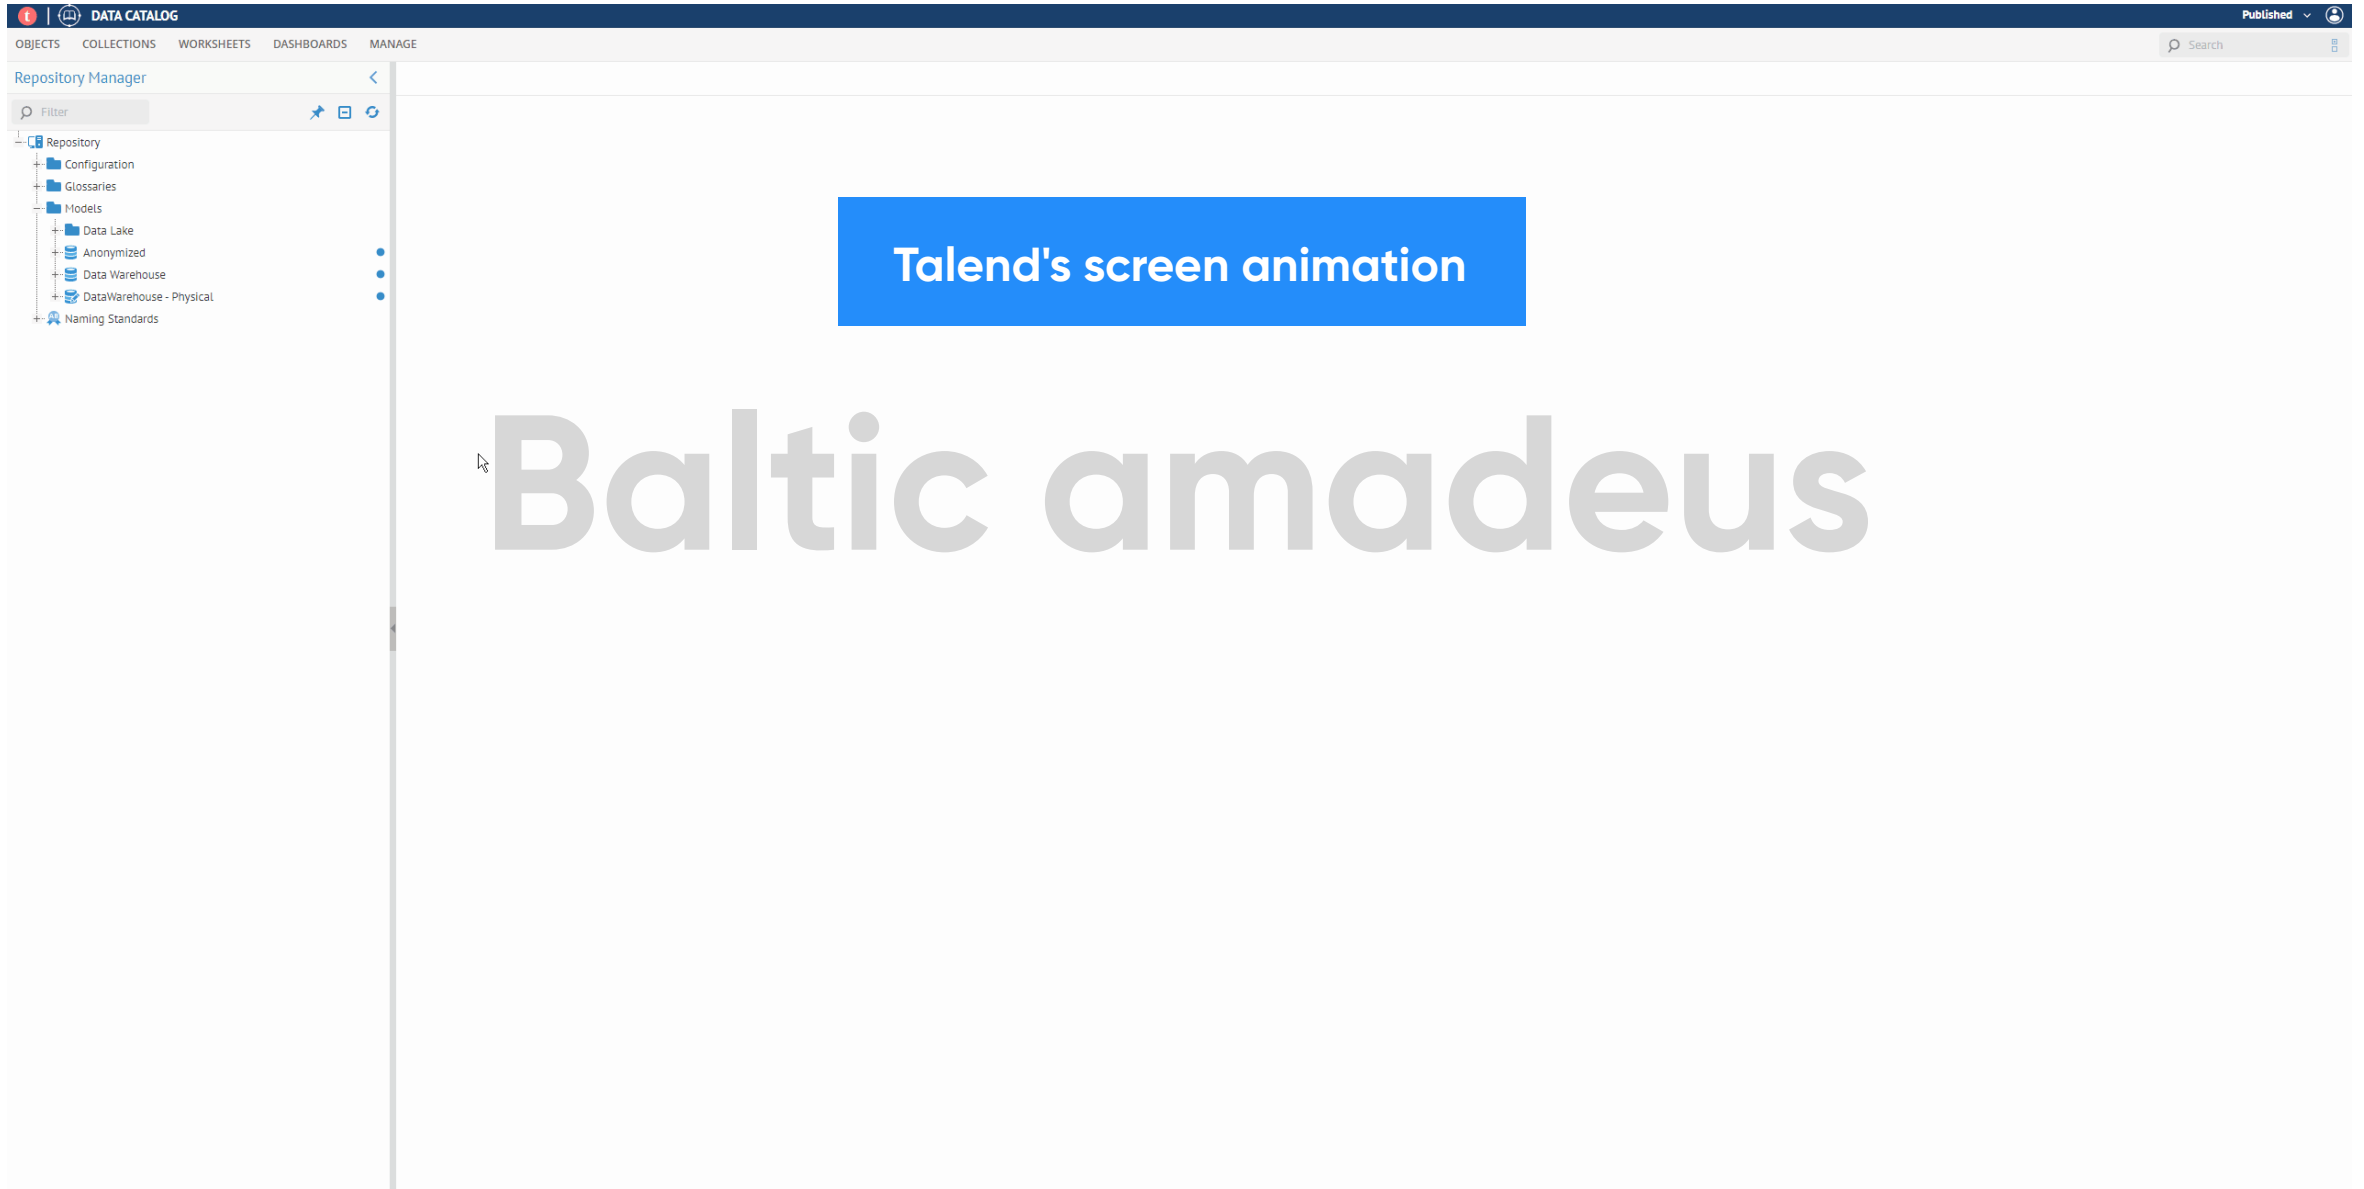 t DATA CATALOG Published
OBJECTS COLLECTIONS WORKSHEETS DASHBOARDS MANAGE Search
Repository Manager
Filter
Repository
Configuration
Glossaries
Models
Data Lake
Anonymized
Data Warehouse
DataWarehouse - Physical
Naming Standards
Talend's screen animation
Baltic amadeus